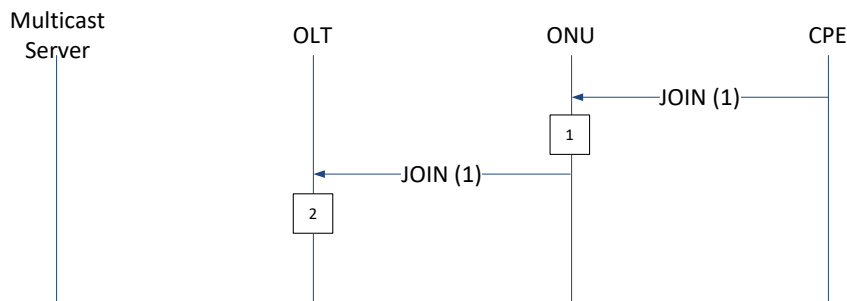 Multicast
Server
OLT
ONU
CPE
JOIN (1)
1
JOIN (1)
2